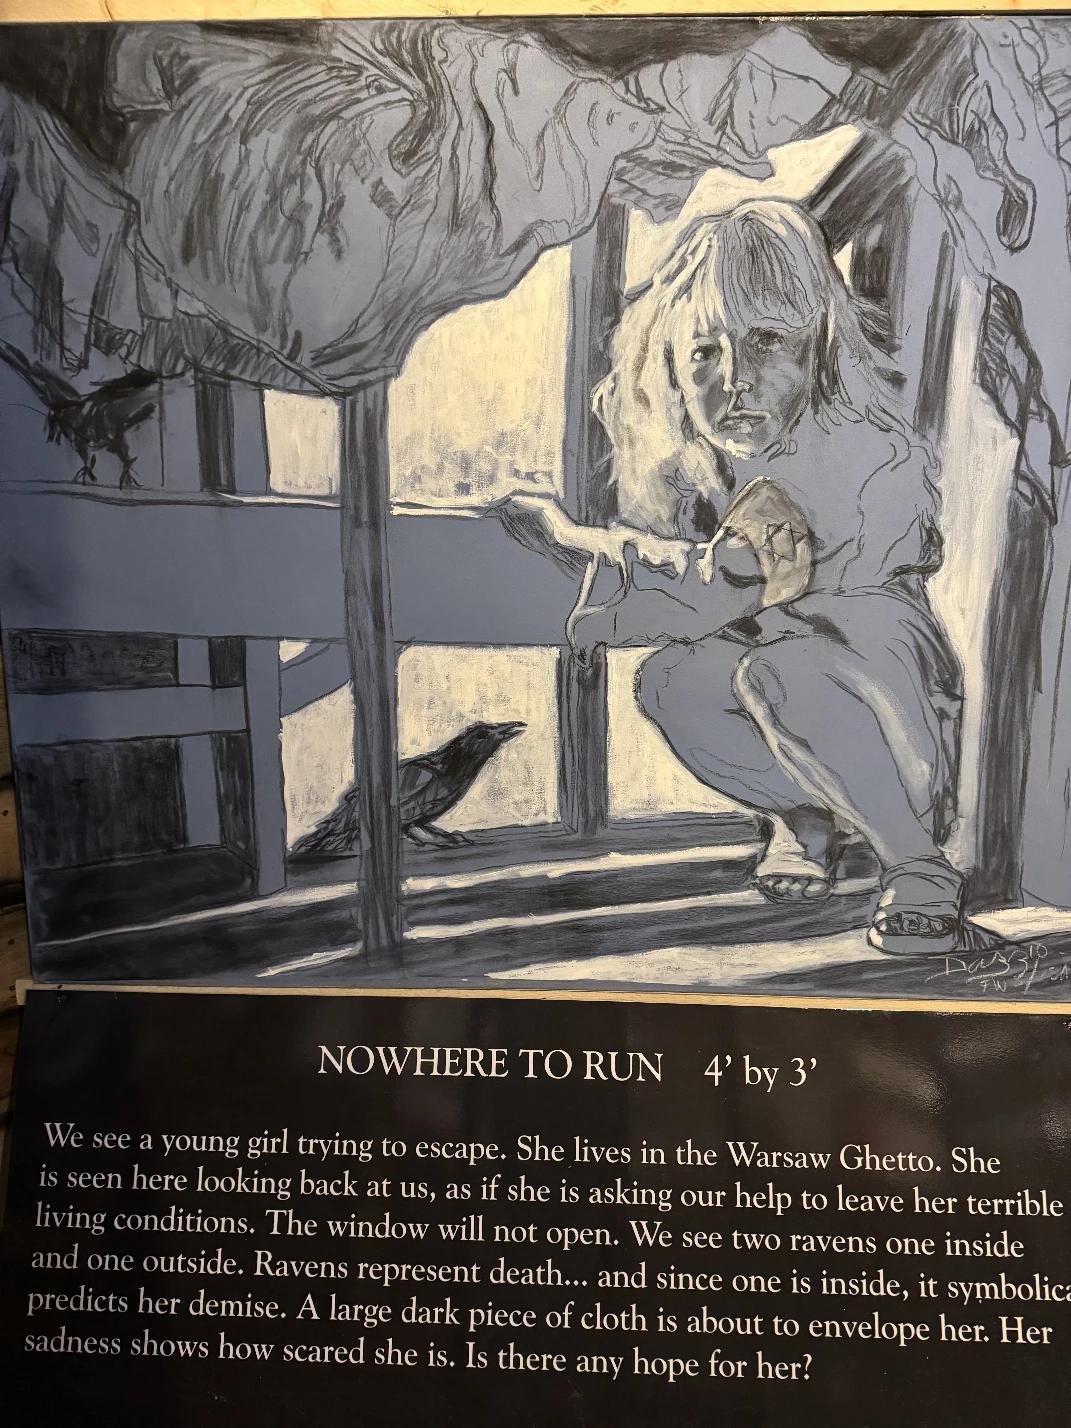 NOWHERE TO RUN 4' by 3'
We see a young girl trying to escape. She lives in the Warsaw Ghetto. She
is seen here looking back at us, as if she is asking our help to leave her terrible
living conditions. The window will not open. We see two ravens one inside
and one outside. Ravens represent death... and since one is inside, it symbolica
predicts her demise. A large dark piece of cloth is about to envelope her. Her
sadness shows how scared she is. Is there any hope for her?